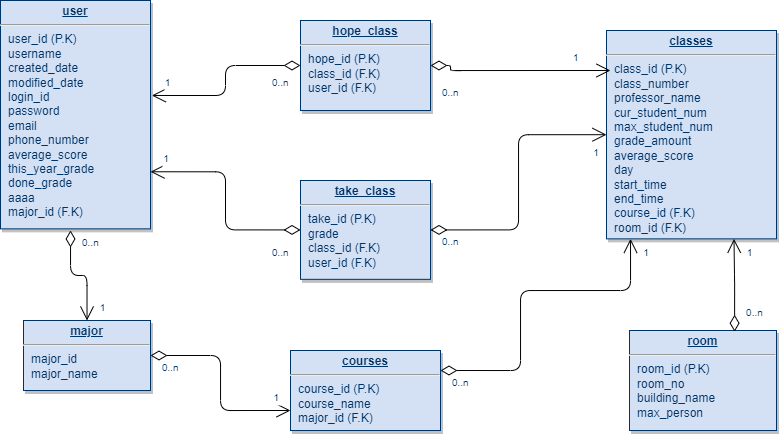 user
user_id (P.K)
username
created_date
modified_date
login_id
password
email
phone_number
average_score
this_year_grade
done_grade
aaaa
major_id (F.K)
hope_class
hope_id (P.K)
class_id (F.K)
user_id (F.K)
classes
class_id (P.K)
class_number
professor_name
cur_student_num
max_student_num
grade_amount
average_score
day
start_time
end_time
course_id (F.K)
room_id (F.K)
1
0..n
0..n
1
take_class
take_id (P.K)
grade
class_id (F.K)
user_id (F.K)
1
0..n
0..n
1
0..n
1
major
major_id
major_name
0..n
1
courses
course_id (P.K)
course_name
major_id (F.K)
0..n
1
1
0..n
room
room_id (P.K)
room_no
building_name
max_person